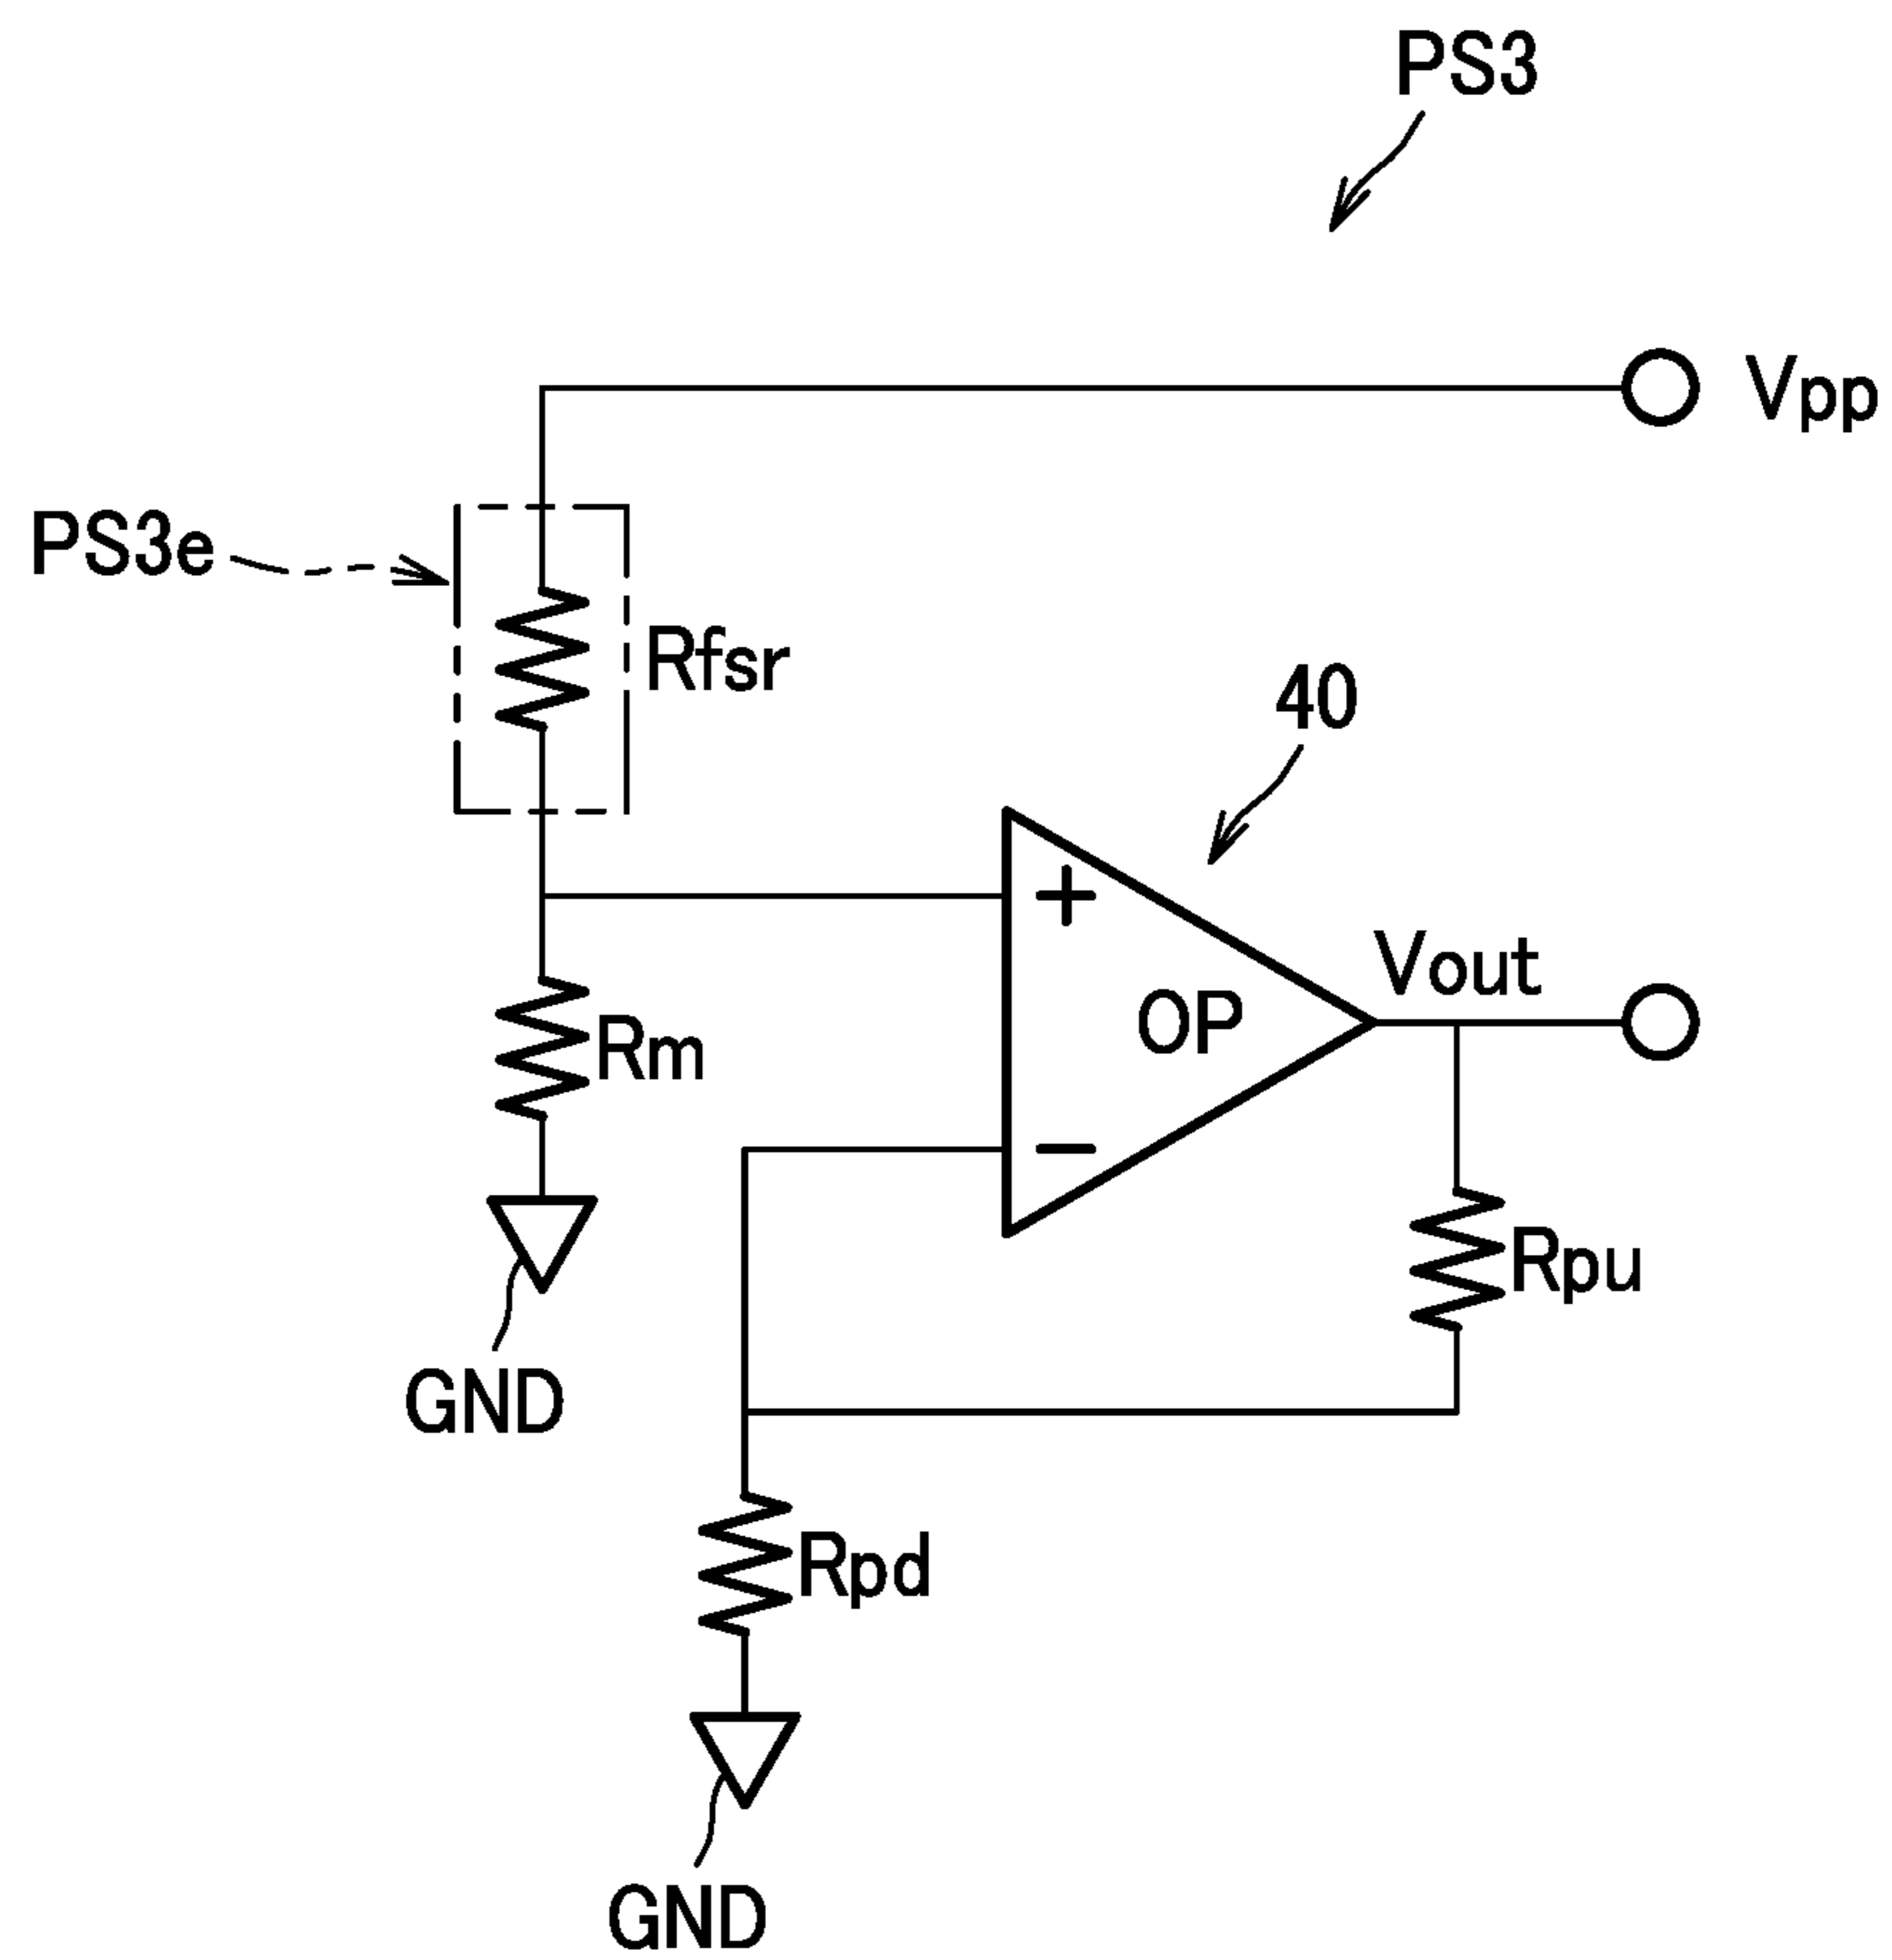 PS3
Vpp
PS3e
Rfsr
40
+
Vout
OP
Rm
−
Rpu
GND
Rpd
GND